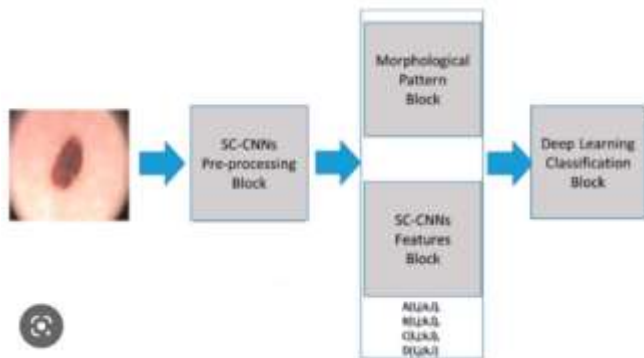 SC-CNNs
Pre-processing
Block
Morphological
Pattern
Block
SC-CNNs
Features
Block
Deep Learning
Classification
Block